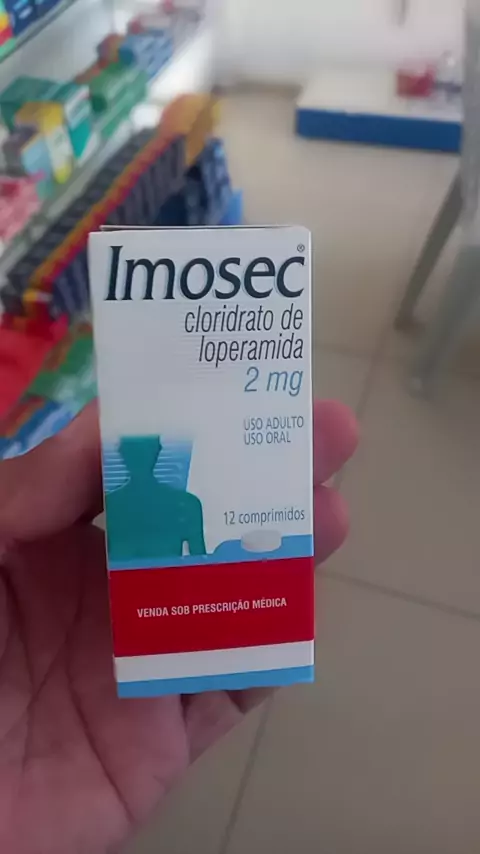 Imosec®
cloridrato de
loperamida
2 mg
USO ADULTO
USO ORAL
12 comprimidos
VENDA SOB PRESCRIÇÃO MÉDICA